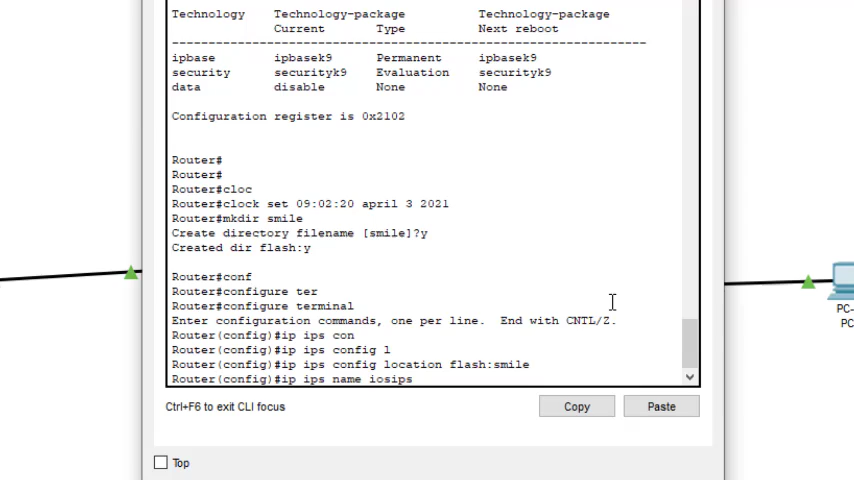 Technology    Technology-package          Technology-package
              Current    Type             Next reboot
-----------------------------------------------------------------
ipbase        ipbasek9   Permanent        ipbasek9
security      securityk9  Evaluation      securityk9
data          disable    None             None
Configuration register is 0x2102
Router#
Router#
Router#cloc
Router#clock set 09:02:20 april 3 2021
Router#mkdir smile
Create directory filename [smile]?y
Created dir flash:y
Router#conf
Router#configure ter
Router#configure terminal
Enter configuration commands, one per line.  End with CNTL/Z.
Router(config)#ip ips con
Router(config)#ip ips config l
Router(config)#ip ips config location flash:smile
Router(config)#ip ips name iosips
Ctrl+F6 to exit CLI focus
Copy
Paste
Top
PC-
PC